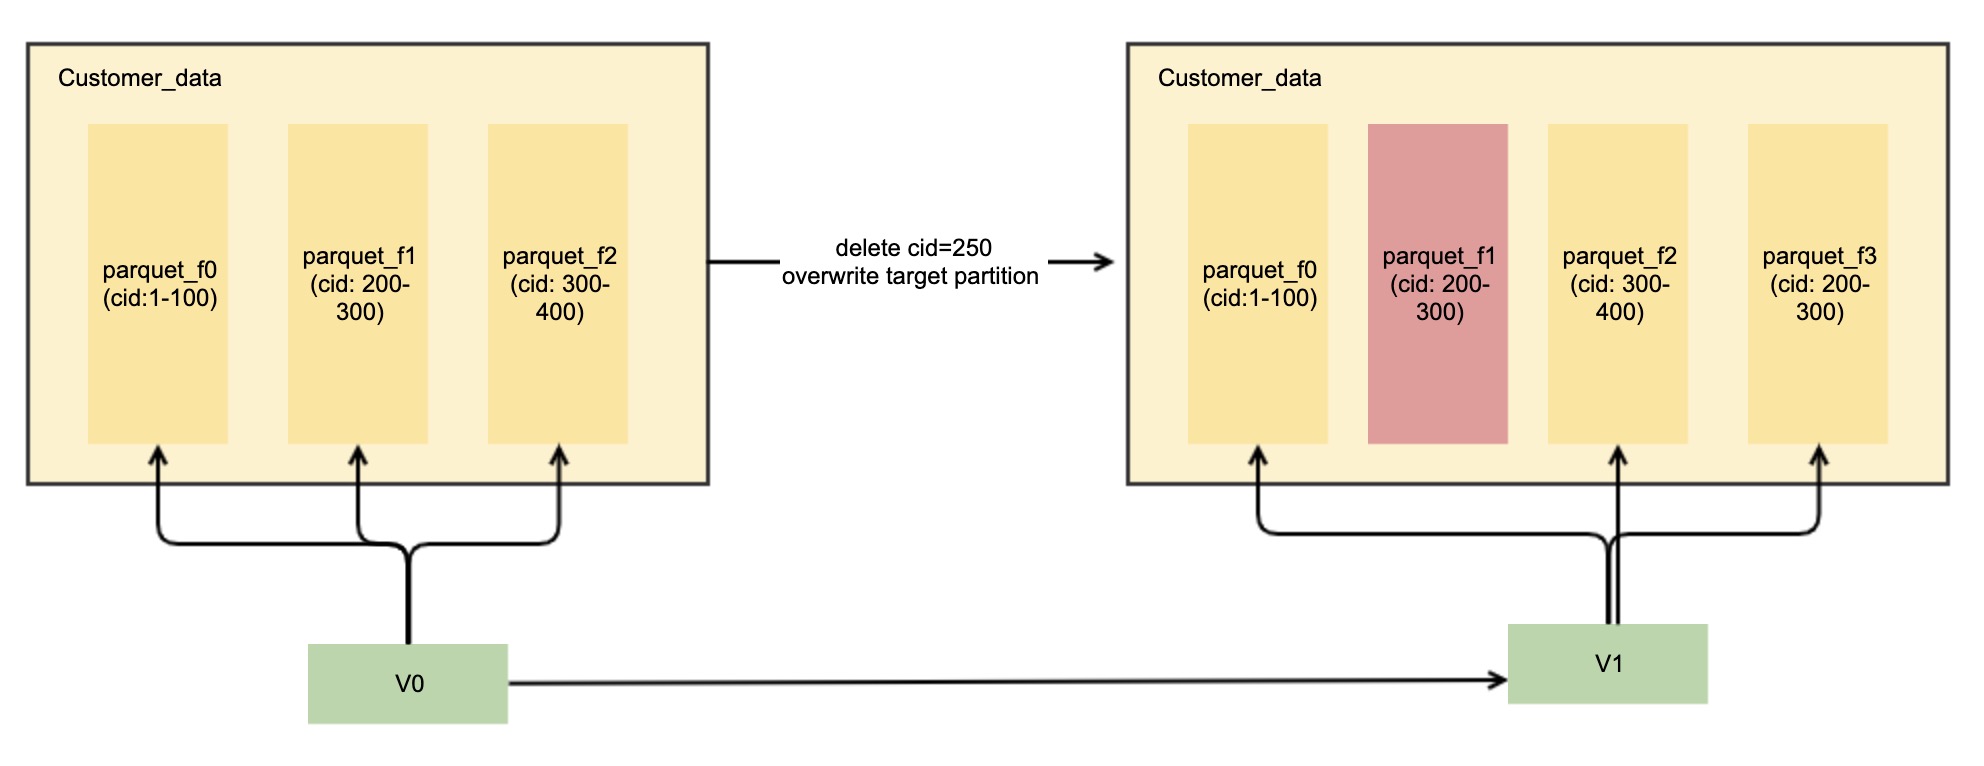 Customer_data
parquet_f0
(cid:1-100)
parquet_f1
(cid: 200-
300)
parquet_f2
(cid: 300-
400)
delete cid=250
overwrite target partition
Customer_data
parquet_f0
(cid:1-100)
parquet_f1
(cid: 200-
300)
parquet_f2
(cid: 300-
400)
parquet_f3
(cid: 200-
300)
V0
V1